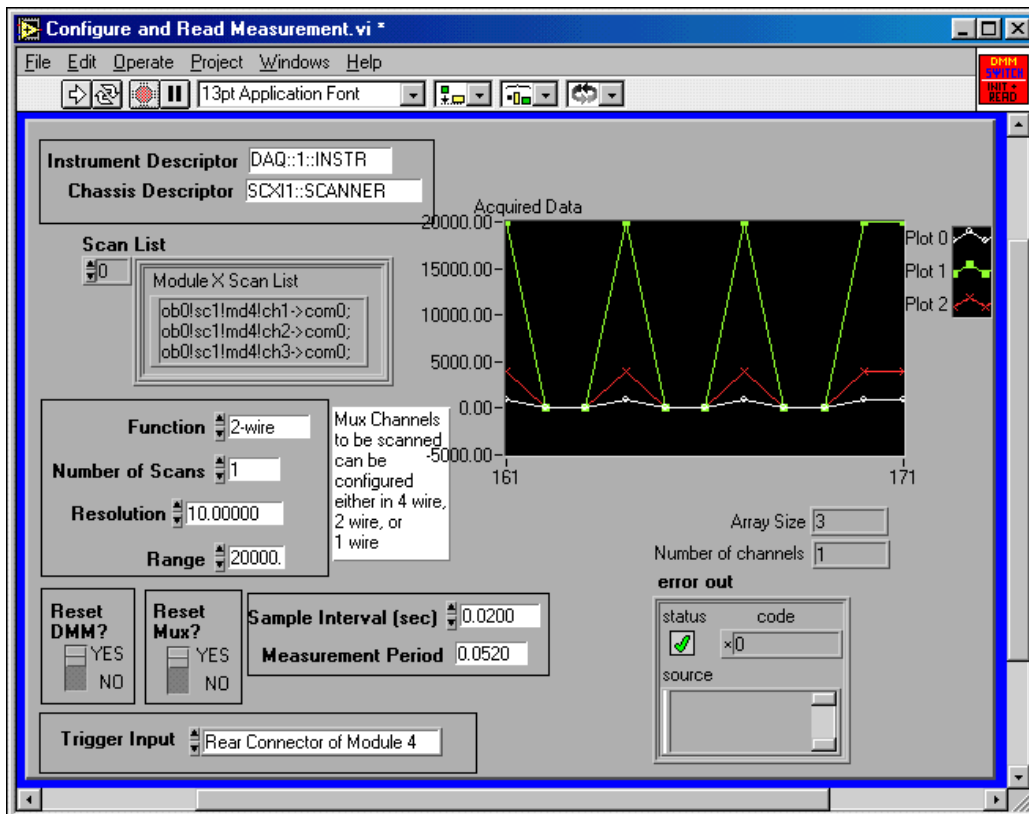 Configure and Read Measurement.vi *
File Edit Operate Project Windows Help
DMM
SWITCH
INIT +
READ
13pt Application Font
Instrument Descriptor DAQ::1::INSTR
Chassis Descriptor SCXI1::SCANNER
Scan List
0
Module X Scan List
ob0!sc1!md4!ch1->com0;
ob0!sc1!md4!ch2->com0;
ob0!sc1!md4!ch3->com0;
Acquired Data
20000.00
15000.00
10000.00
5000.00
0.00
-5000.00
161 171
Plot 0
Plot 1
Plot 2
Function 2-wire
Number of Scans 1
Resolution 10.00000
Range 20000.
Mux Channels
to be scanned
can be
configured
either in 4 wire,
2 wire, or
1 wire
Array Size 3
Number of channels 1
error out
status code
×0
source
Reset
DMM?
YES
NO
Reset
Mux?
YES
NO
Sample Interval (sec) 0.0200
Measurement Period 0.0520
Trigger Input Rear Connector of Module 4